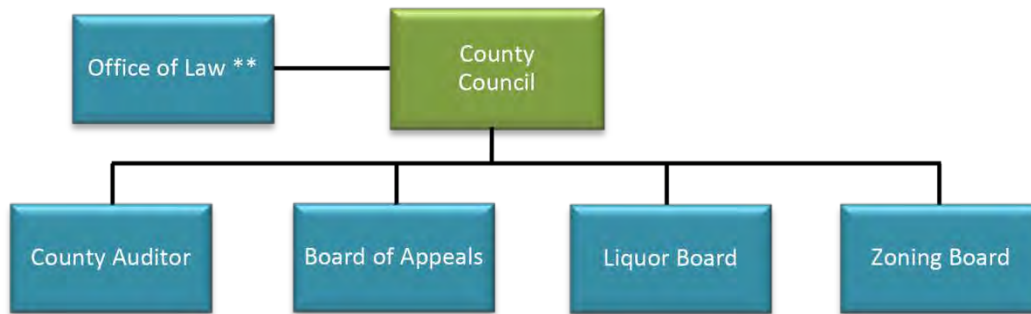 Office of Law **
County
Council
County Auditor
Board of Appeals
Liquor Board
Zoning Board